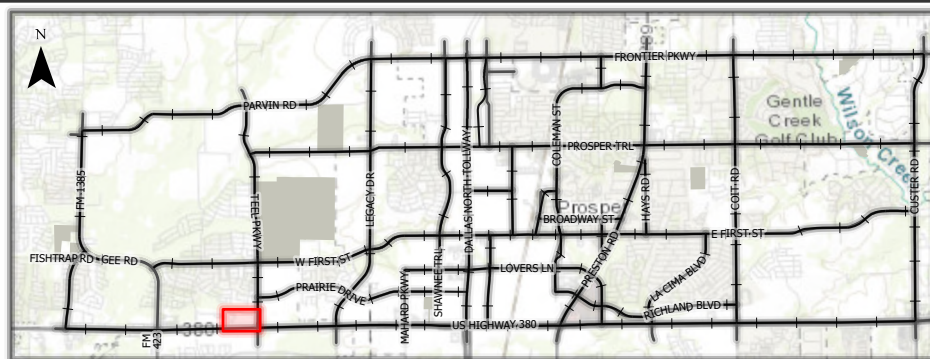 N
FRONTIER PKWY
PARVIN RD
Gentle
Creek
Golf Club
Wilson Creek
FM 1385
TEEL PKWY
LEGACY DR
SHAWNEE TRL
DALLAS NORTH TOLLWAY
COLEMAN ST
PROSPER TRL
HAYS RD
COIT RD
CUSTER RD
Prosper
BROADWAY ST
PRESTON RD
E FIRST ST
W FIRST ST
FISHTRAP RD
GEE RD
PRAIRIE DRIVE
MAHARD PKWY
LOVERS LN
LA CIMA BLVD
RICHLAND BLVD
FM
423
380
US HIGHWAY 380
289